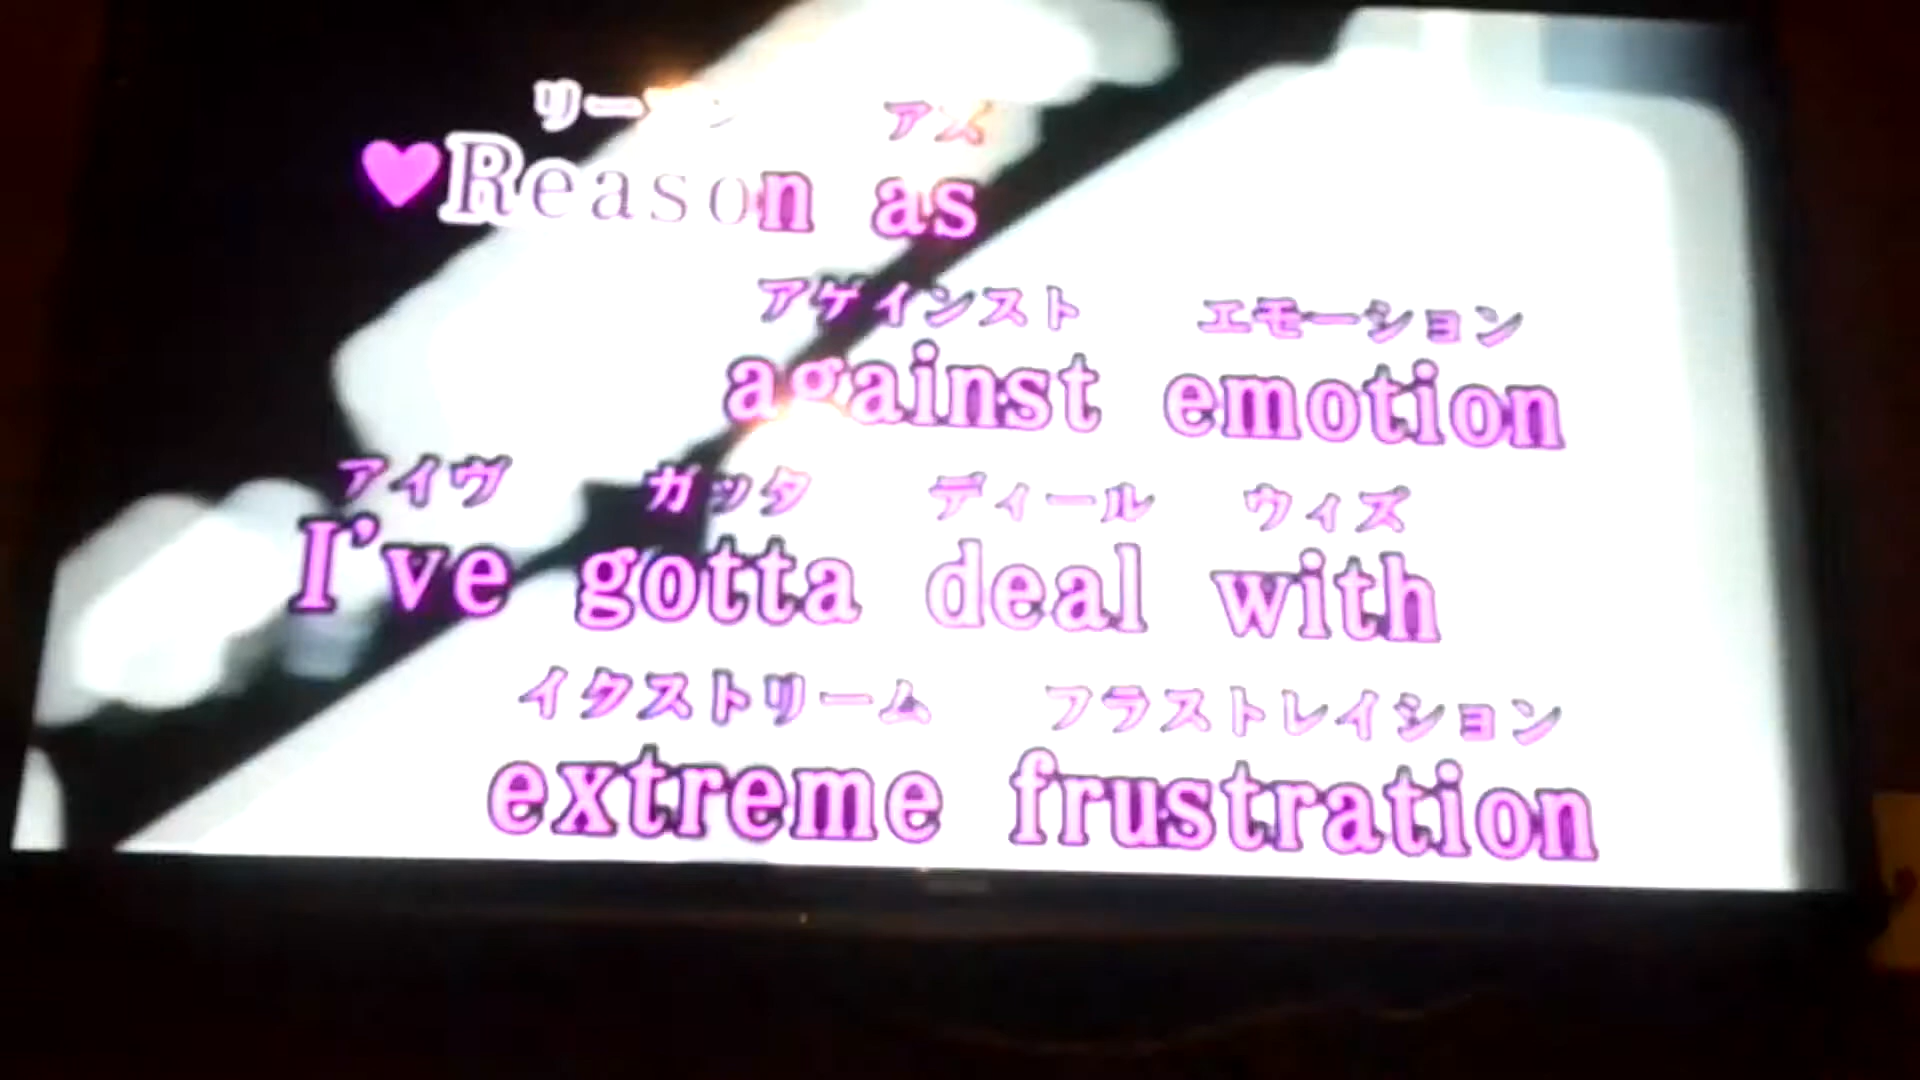 リーズン アズ
♥Reason as
アゲインスト エモーション
against emotion
アイヴ ガッタ ディール ウィズ
I've gotta deal with
イクストリーム フラストレイション
extreme frustration